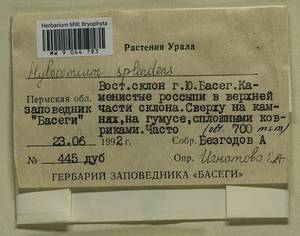 Herbarium MW, Bryophyta
MW 9 044 783
Растения Урала
Hylocomium splendens
Пермская обл. заповедник "Басеги"
Вост.склон г.Ю.Басег.Ка-
менистые россыпи в верхней
части склона.Сверху на кам-
нях,на гумусе,сплошными ков-
риками.Часто (alt. 700 m.s.m)
23.06 1992 г. Собр. Безгодов А
№ 445 дуб Опр. Игнатова Е.А
ГЕРБАРИЙ ЗАПОВЕДНИКА «БАСЕГИ»